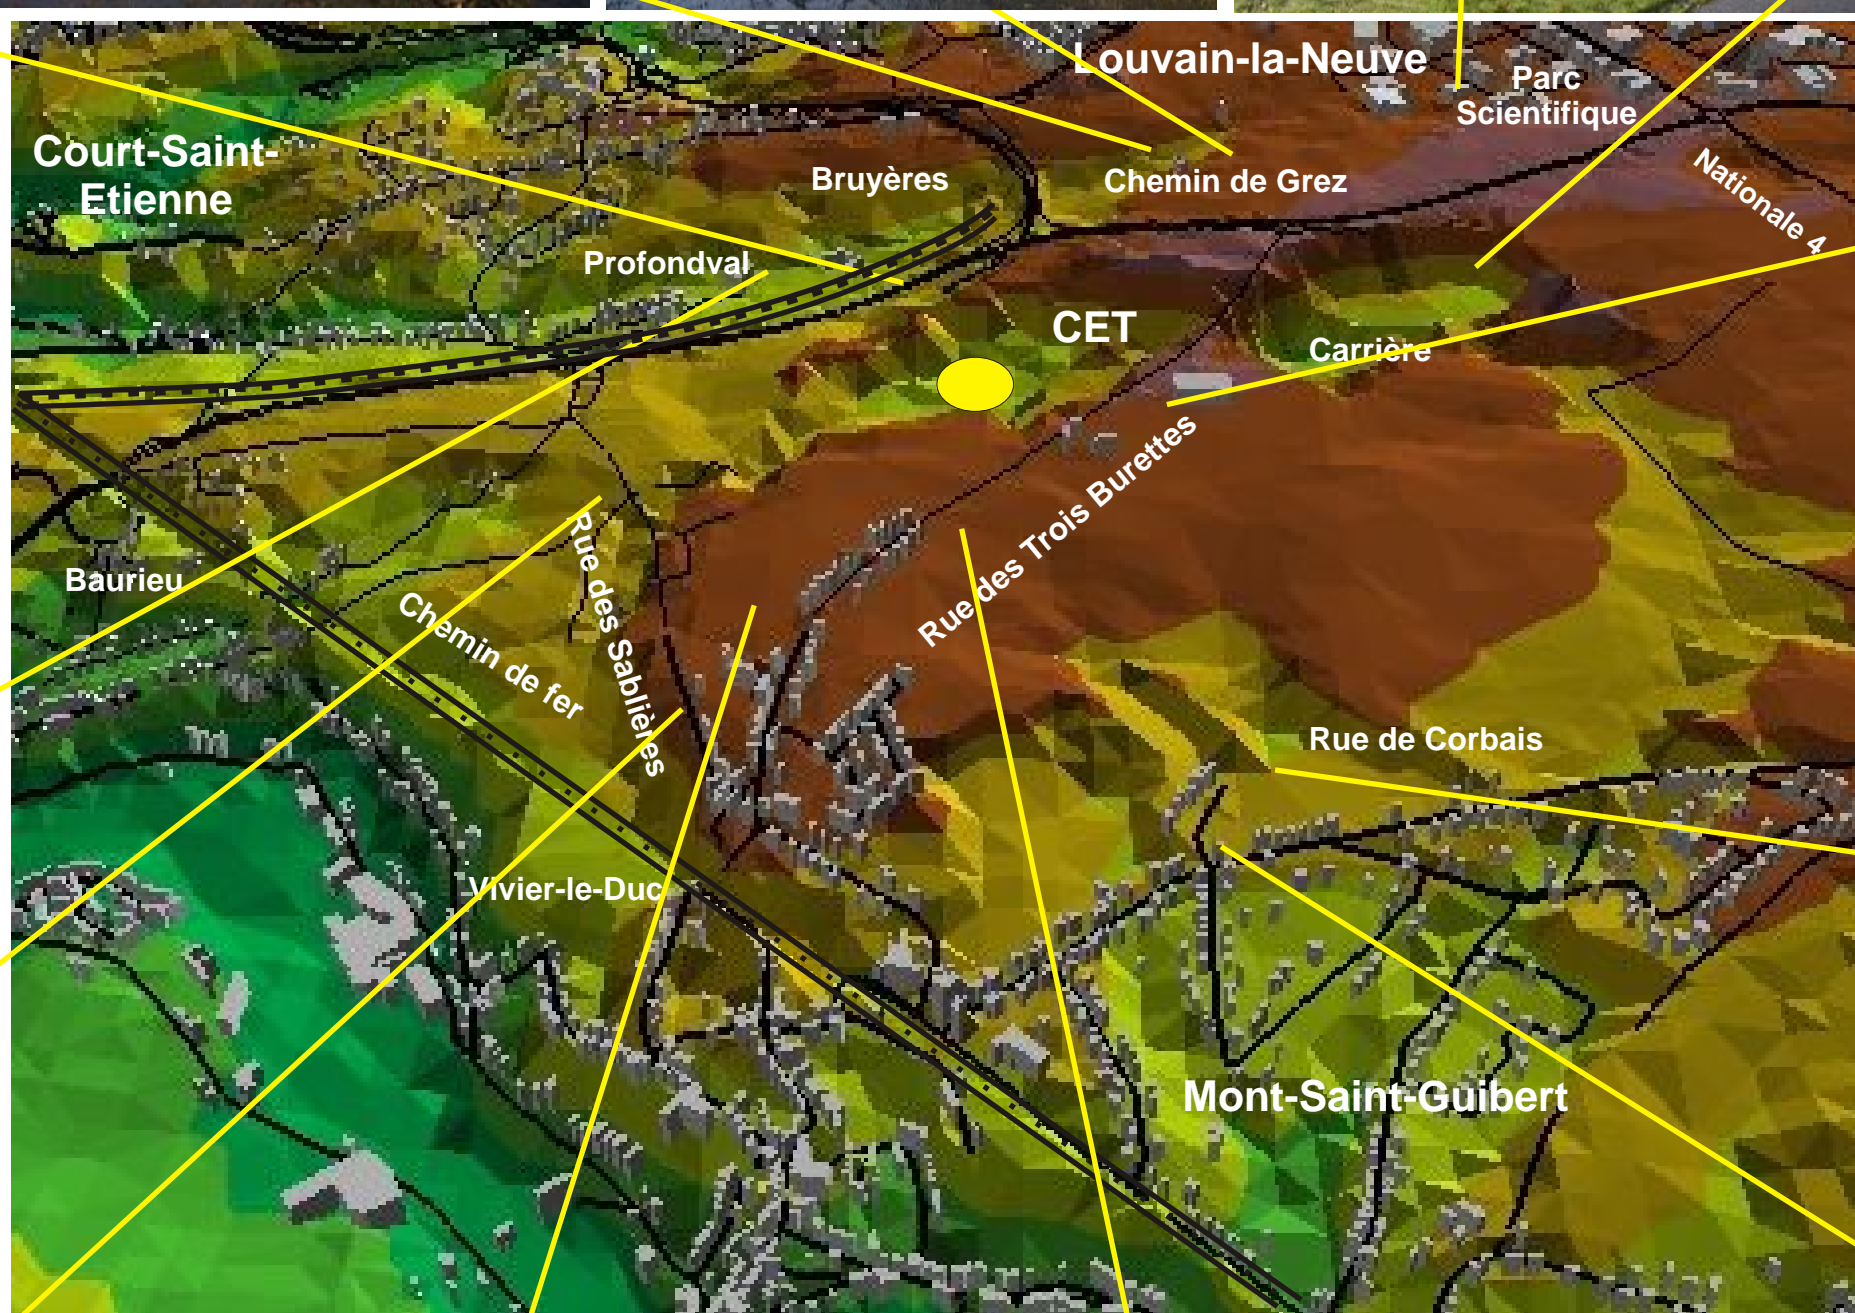 Louvain-la-Neuve
Parc
Scientifique
Court-Saint-
Etienne
Bruyères
Chemin de Grez
Nationale 4
Profondval
CET
Carrière
Rue des Trois Burettes
Baurieu
Rue des Sablières
Chemin de fer
Rue de Corbais
Vivier-le-Duc
Mont-Saint-Guibert